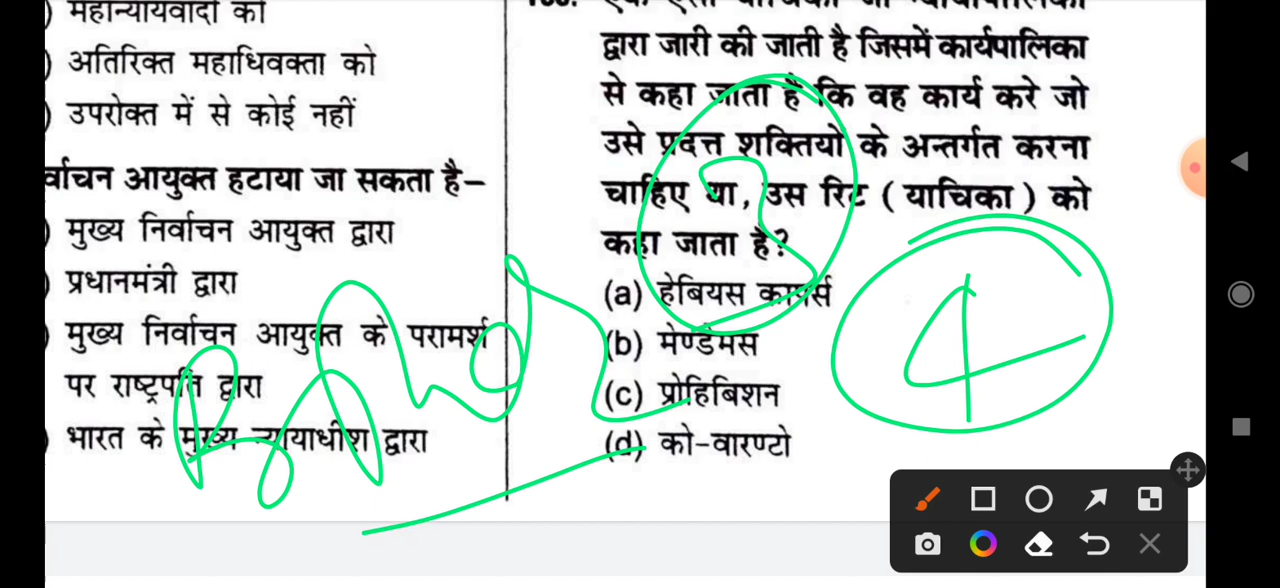 ) महान्यायवादी को
) अतिरिक्त महाधिवक्ता को
) उपरोक्त में से कोई नहीं
र्वाचन आयुक्त हटाया जा सकता है–
) मुख्य निर्वाचन आयुक्त द्वारा
) प्रधानमंत्री द्वारा
) मुख्य निर्वाचन आयुक्त के परामर्श
पर राष्ट्रपति द्वारा
) भारत के मुख्य न्यायाधीश द्वारा
द्वारा जारी की जाती है जिसमें कार्यपालिका
से कहा जाता है कि वह कार्य करे जो
उसे प्रदत्त शक्तियों के अन्तर्गत करना
चाहिए था, उस रिट ( याचिका ) को
कहा जाता है?
(a) हेबियस कार्पस
(b) मेण्डेमस
(c) प्रोहिबिशन
(d) को-वारण्टो
3
4